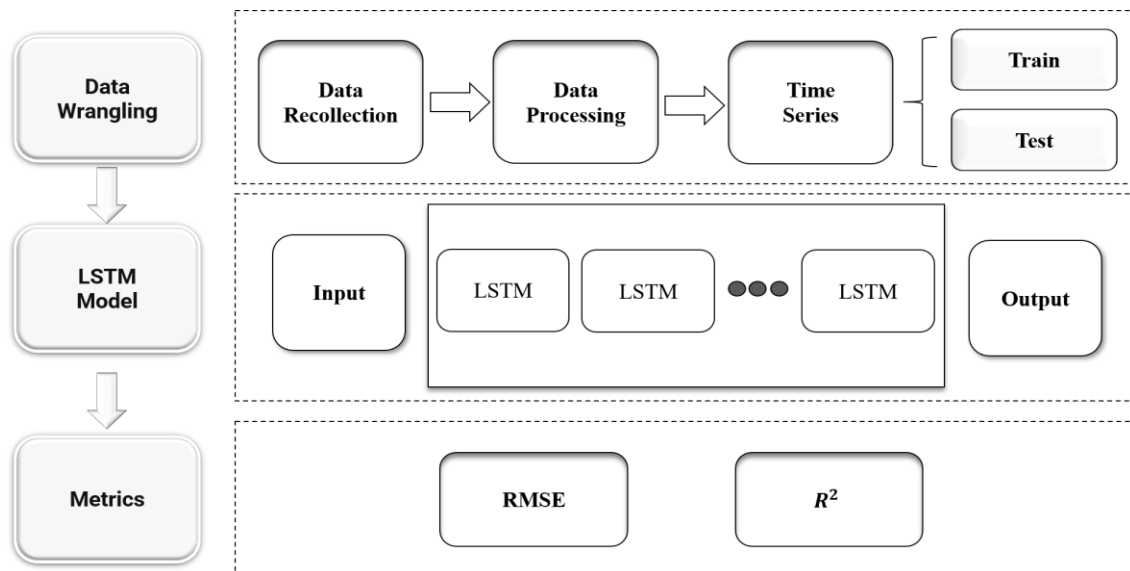 Data
Wrangling
Data
Recollection
Data
Processing
Time
Series
Train
Test
LSTM
Model
Input
LSTM
LSTM
LSTM
Output
Metrics
RMSE
R²